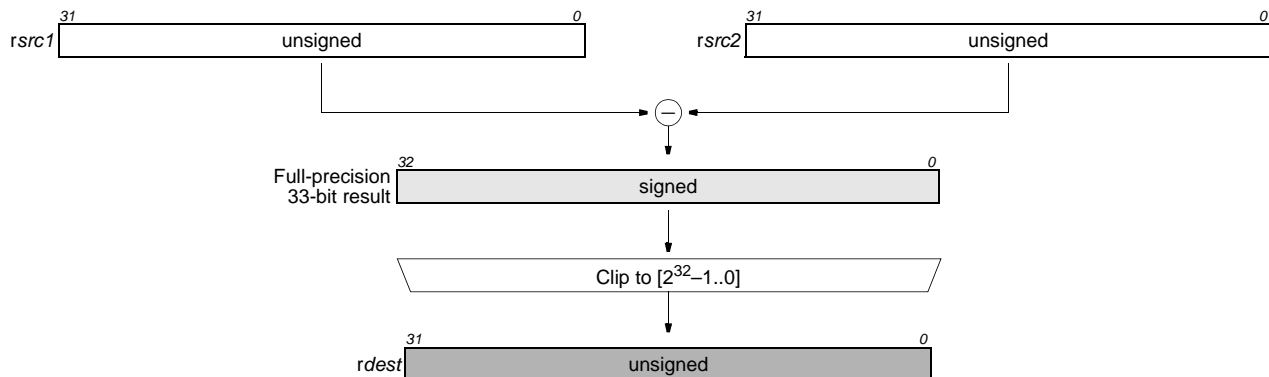 31 0 31 0
rsrc1 unsigned rsrc2 unsigned
−
32 0
Full-precision
33-bit result
signed
Clip to [2³²–1..0]
31 0
rdest unsigned